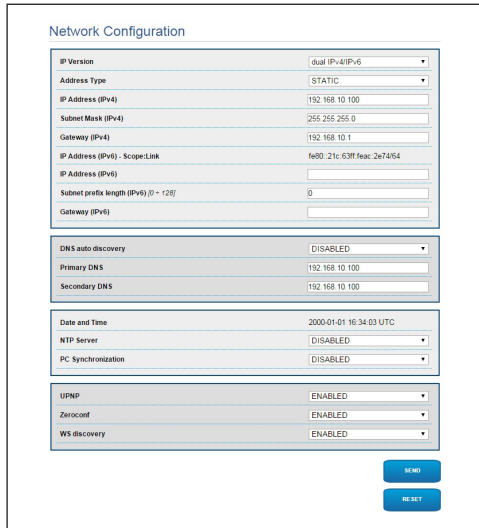 Network Configuration
IP Version dual IPv4/IPv6
Address Type STATIC
IP Address (IPv4) 192.168.10.100
Subnet Mask (IPv4) 255.255.255.0
Gateway (IPv4) 192.168.10.1
IP Address (IPv6) - Scope:Link fe80::21c:63ff:feac:2e74/64
IP Address (IPv6)
Subnet prefix length (IPv6) [0 ÷ 128] 0
Gateway (IPv6)
DNS auto discovery DISABLED
Primary DNS 192.168.10.100
Secondary DNS 192.168.10.100
Date and Time 2000-01-01 16:34:03 UTC
NTP Server DISABLED
PC Synchronization DISABLED
UPNP ENABLED
Zeroconf ENABLED
WS discovery ENABLED
SEND
RESET